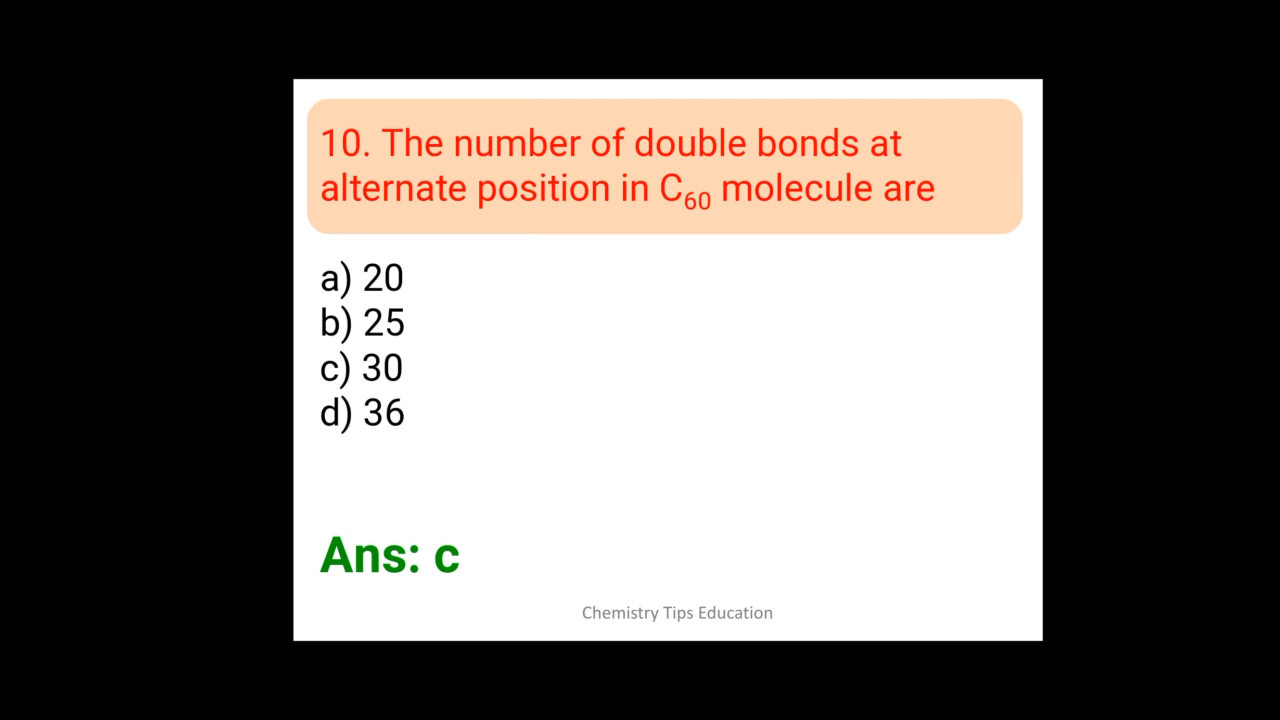 10. The number of double bonds at
alternate position in C₆₀ molecule are
a) 20
b) 25
c) 30
d) 36
Ans: c
Chemistry Tips Education